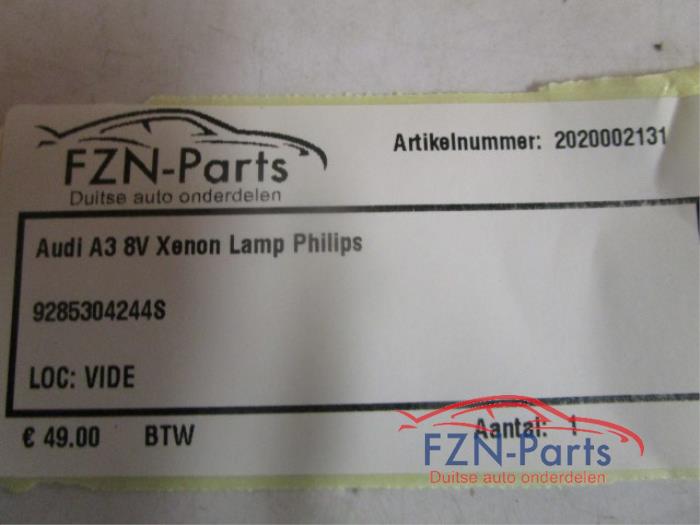 FZN-Parts
Duitse auto onderdelen
Artikelnummer: 2020002131
Audi A3 8V Xenon Lamp Philips
9285304244S
LOC: VIDE
€ 49.00 BTW
Aantal: 1
FZN-Parts
Duitse auto onderdelen